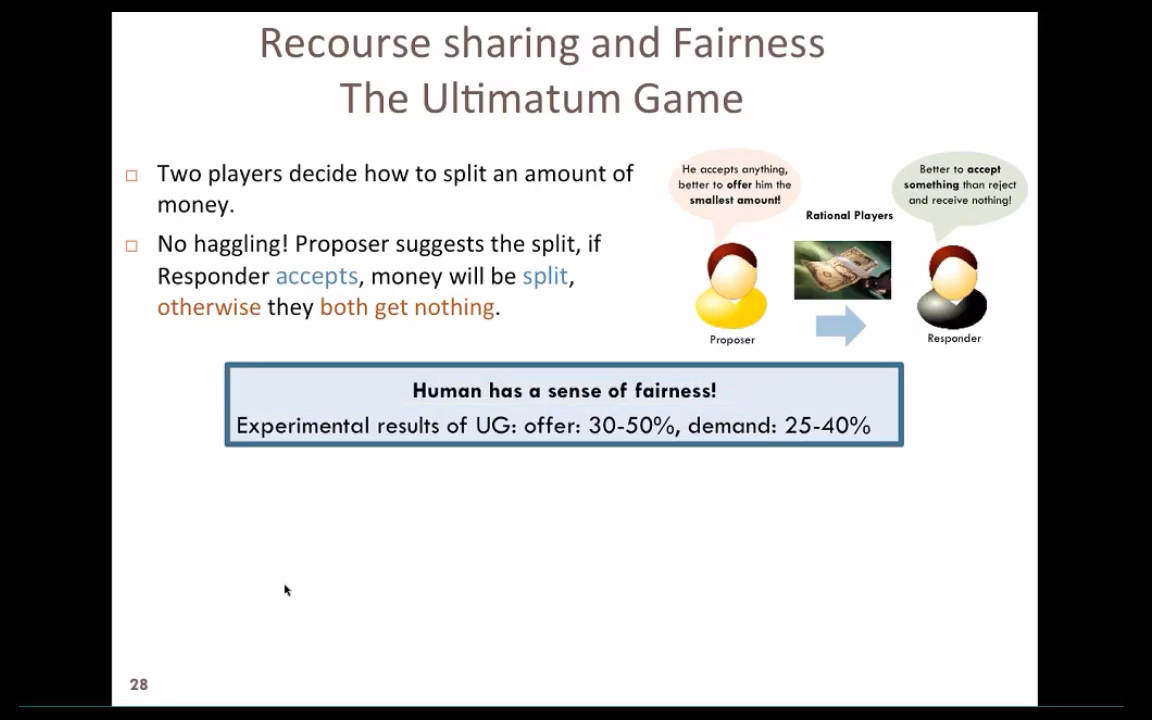 Recourse sharing and Fairness
The Ultimatum Game
Two players decide how to split an amount of
money.
No haggling! Proposer suggests the split, if
Responder accepts, money will be split,
otherwise they both get nothing.
He accepts anything,
better to offer him the
smallest amount!
Rational Players
Better to accept
something than reject
and receive nothing!
Proposer
Responder
Human has a sense of fairness!
Experimental results of UG: offer: 30-50%, demand: 25-40%
28